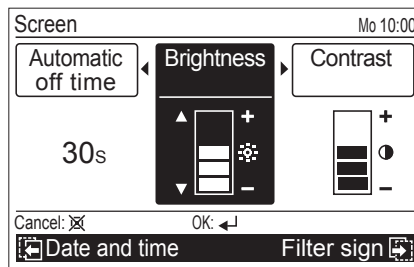 Screen Mo 10:00
Automatic off time
Brightness
Contrast
30s
Cancel: OK:
Date and time Filter sign